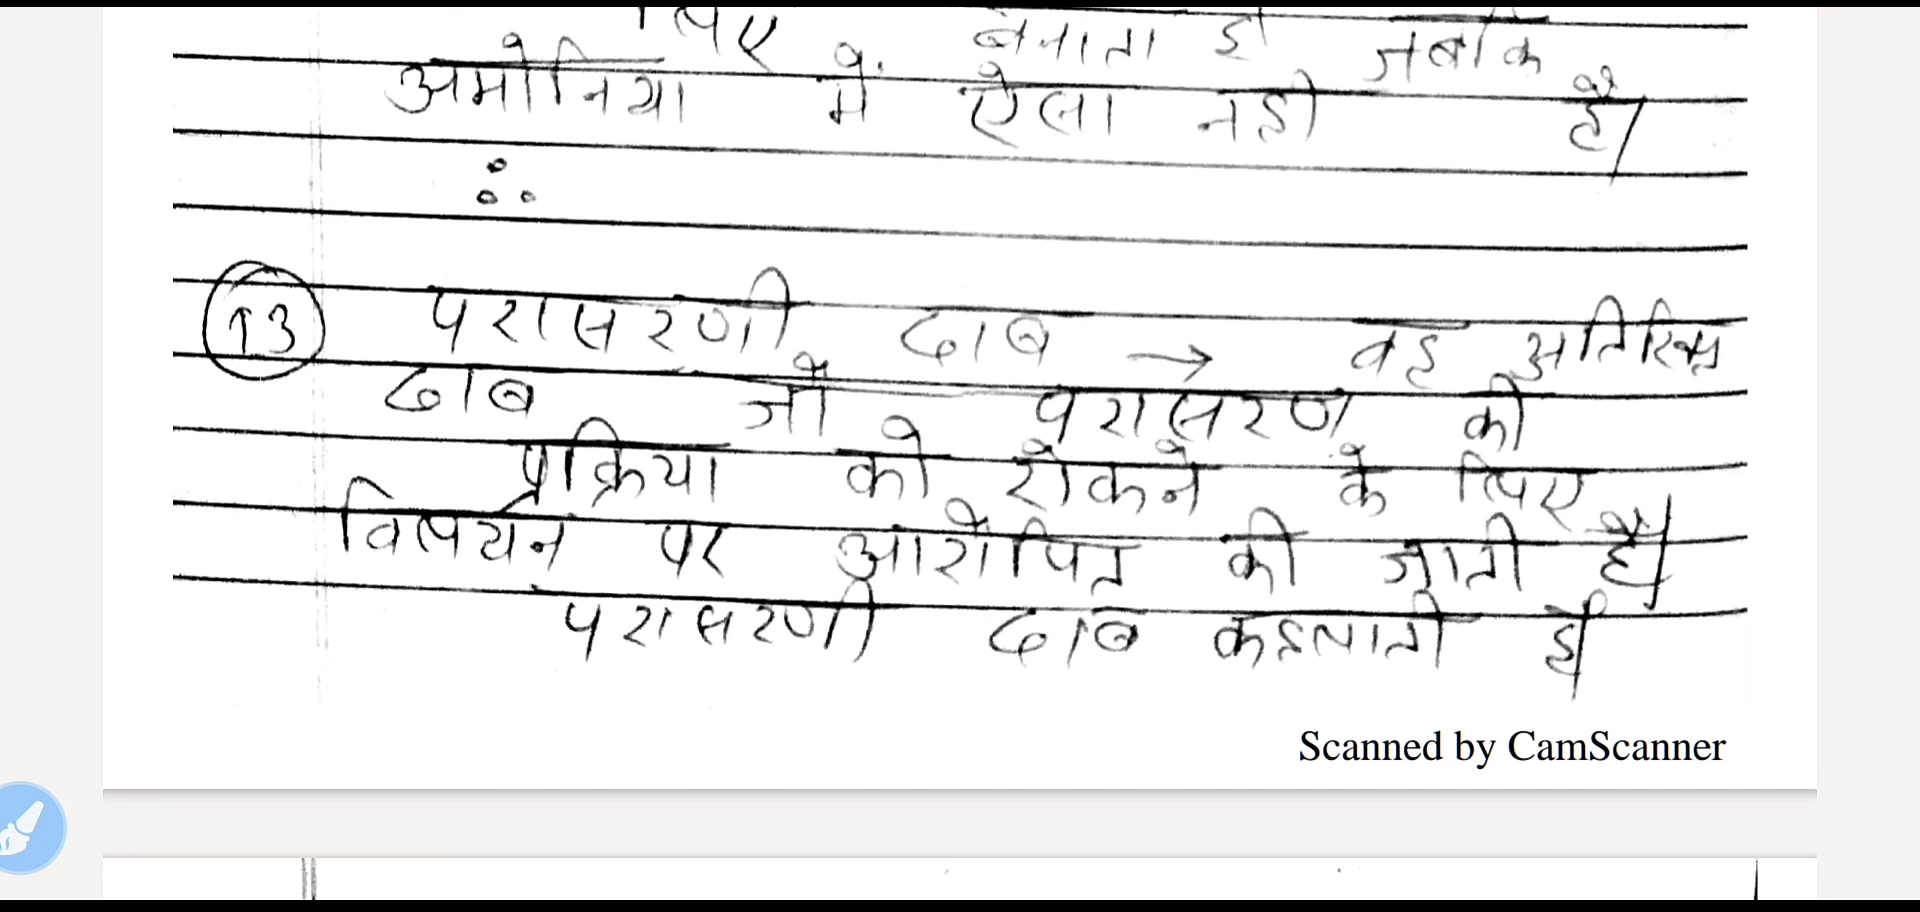 लिए बनाता है जबकि
अमोनिया में ऐसा नही है।
∴
13 परासरणी दाब → वह अतिरिक्त
दाब जो परासरण की
प्रक्रिया को रोकने के लिए
विलयन पर आरोपित की जाती है।
परासरणी दाब कहलाती है
Scanned by CamScanner